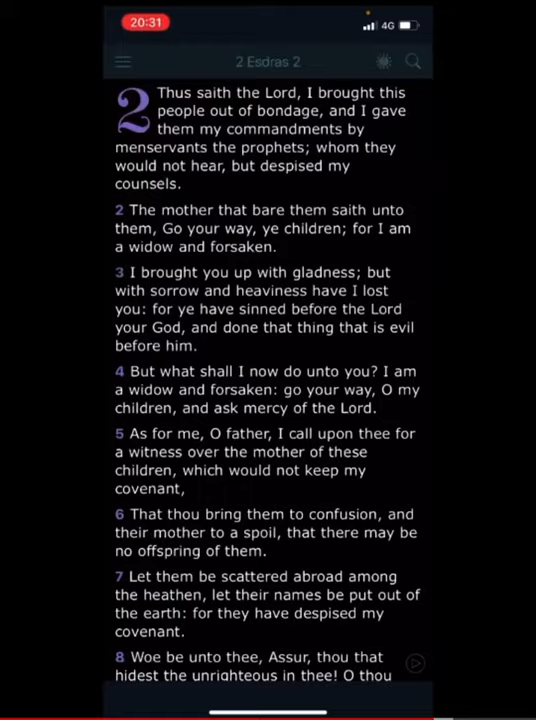 20:31
4G
2 Esdras 2
2 Thus saith the Lord, I brought this
people out of bondage, and I gave
them my commandments by
menservants the prophets; whom they
would not hear, but despised my
counsels.
2 The mother that bare them saith unto
them, Go your way, ye children; for I am
a widow and forsaken.
3 I brought you up with gladness; but
with sorrow and heaviness have I lost
you: for ye have sinned before the Lord
your God, and done that thing that is evil
before him.
4 But what shall I now do unto you? I am
a widow and forsaken: go your way, O my
children, and ask mercy of the Lord.
5 As for me, O father, I call upon thee for
a witness over the mother of these
children, which would not keep my
covenant,
6 That thou bring them to confusion, and
their mother to a spoil, that there may be
no offspring of them.
7 Let them be scattered abroad among
the heathen, let their names be put out of
the earth: for they have despised my
covenant.
8 Woe be unto thee, Assur, thou that
hidest the unrighteous in thee! O thou